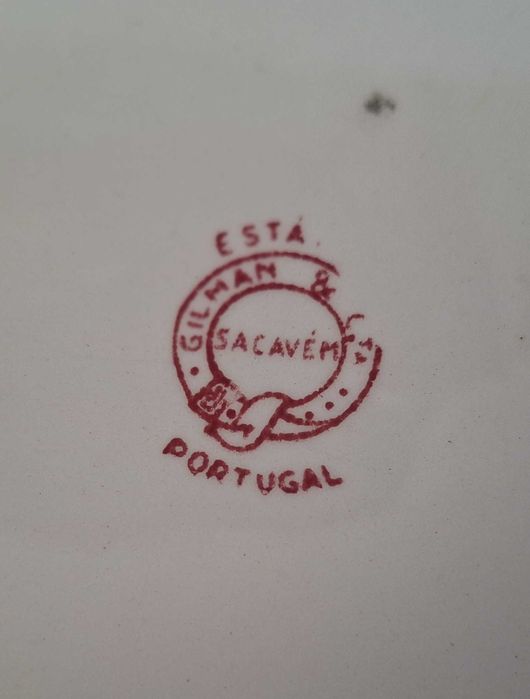 ESTÁ.
GILMAN &
SACAVÉM
PORTUGAL